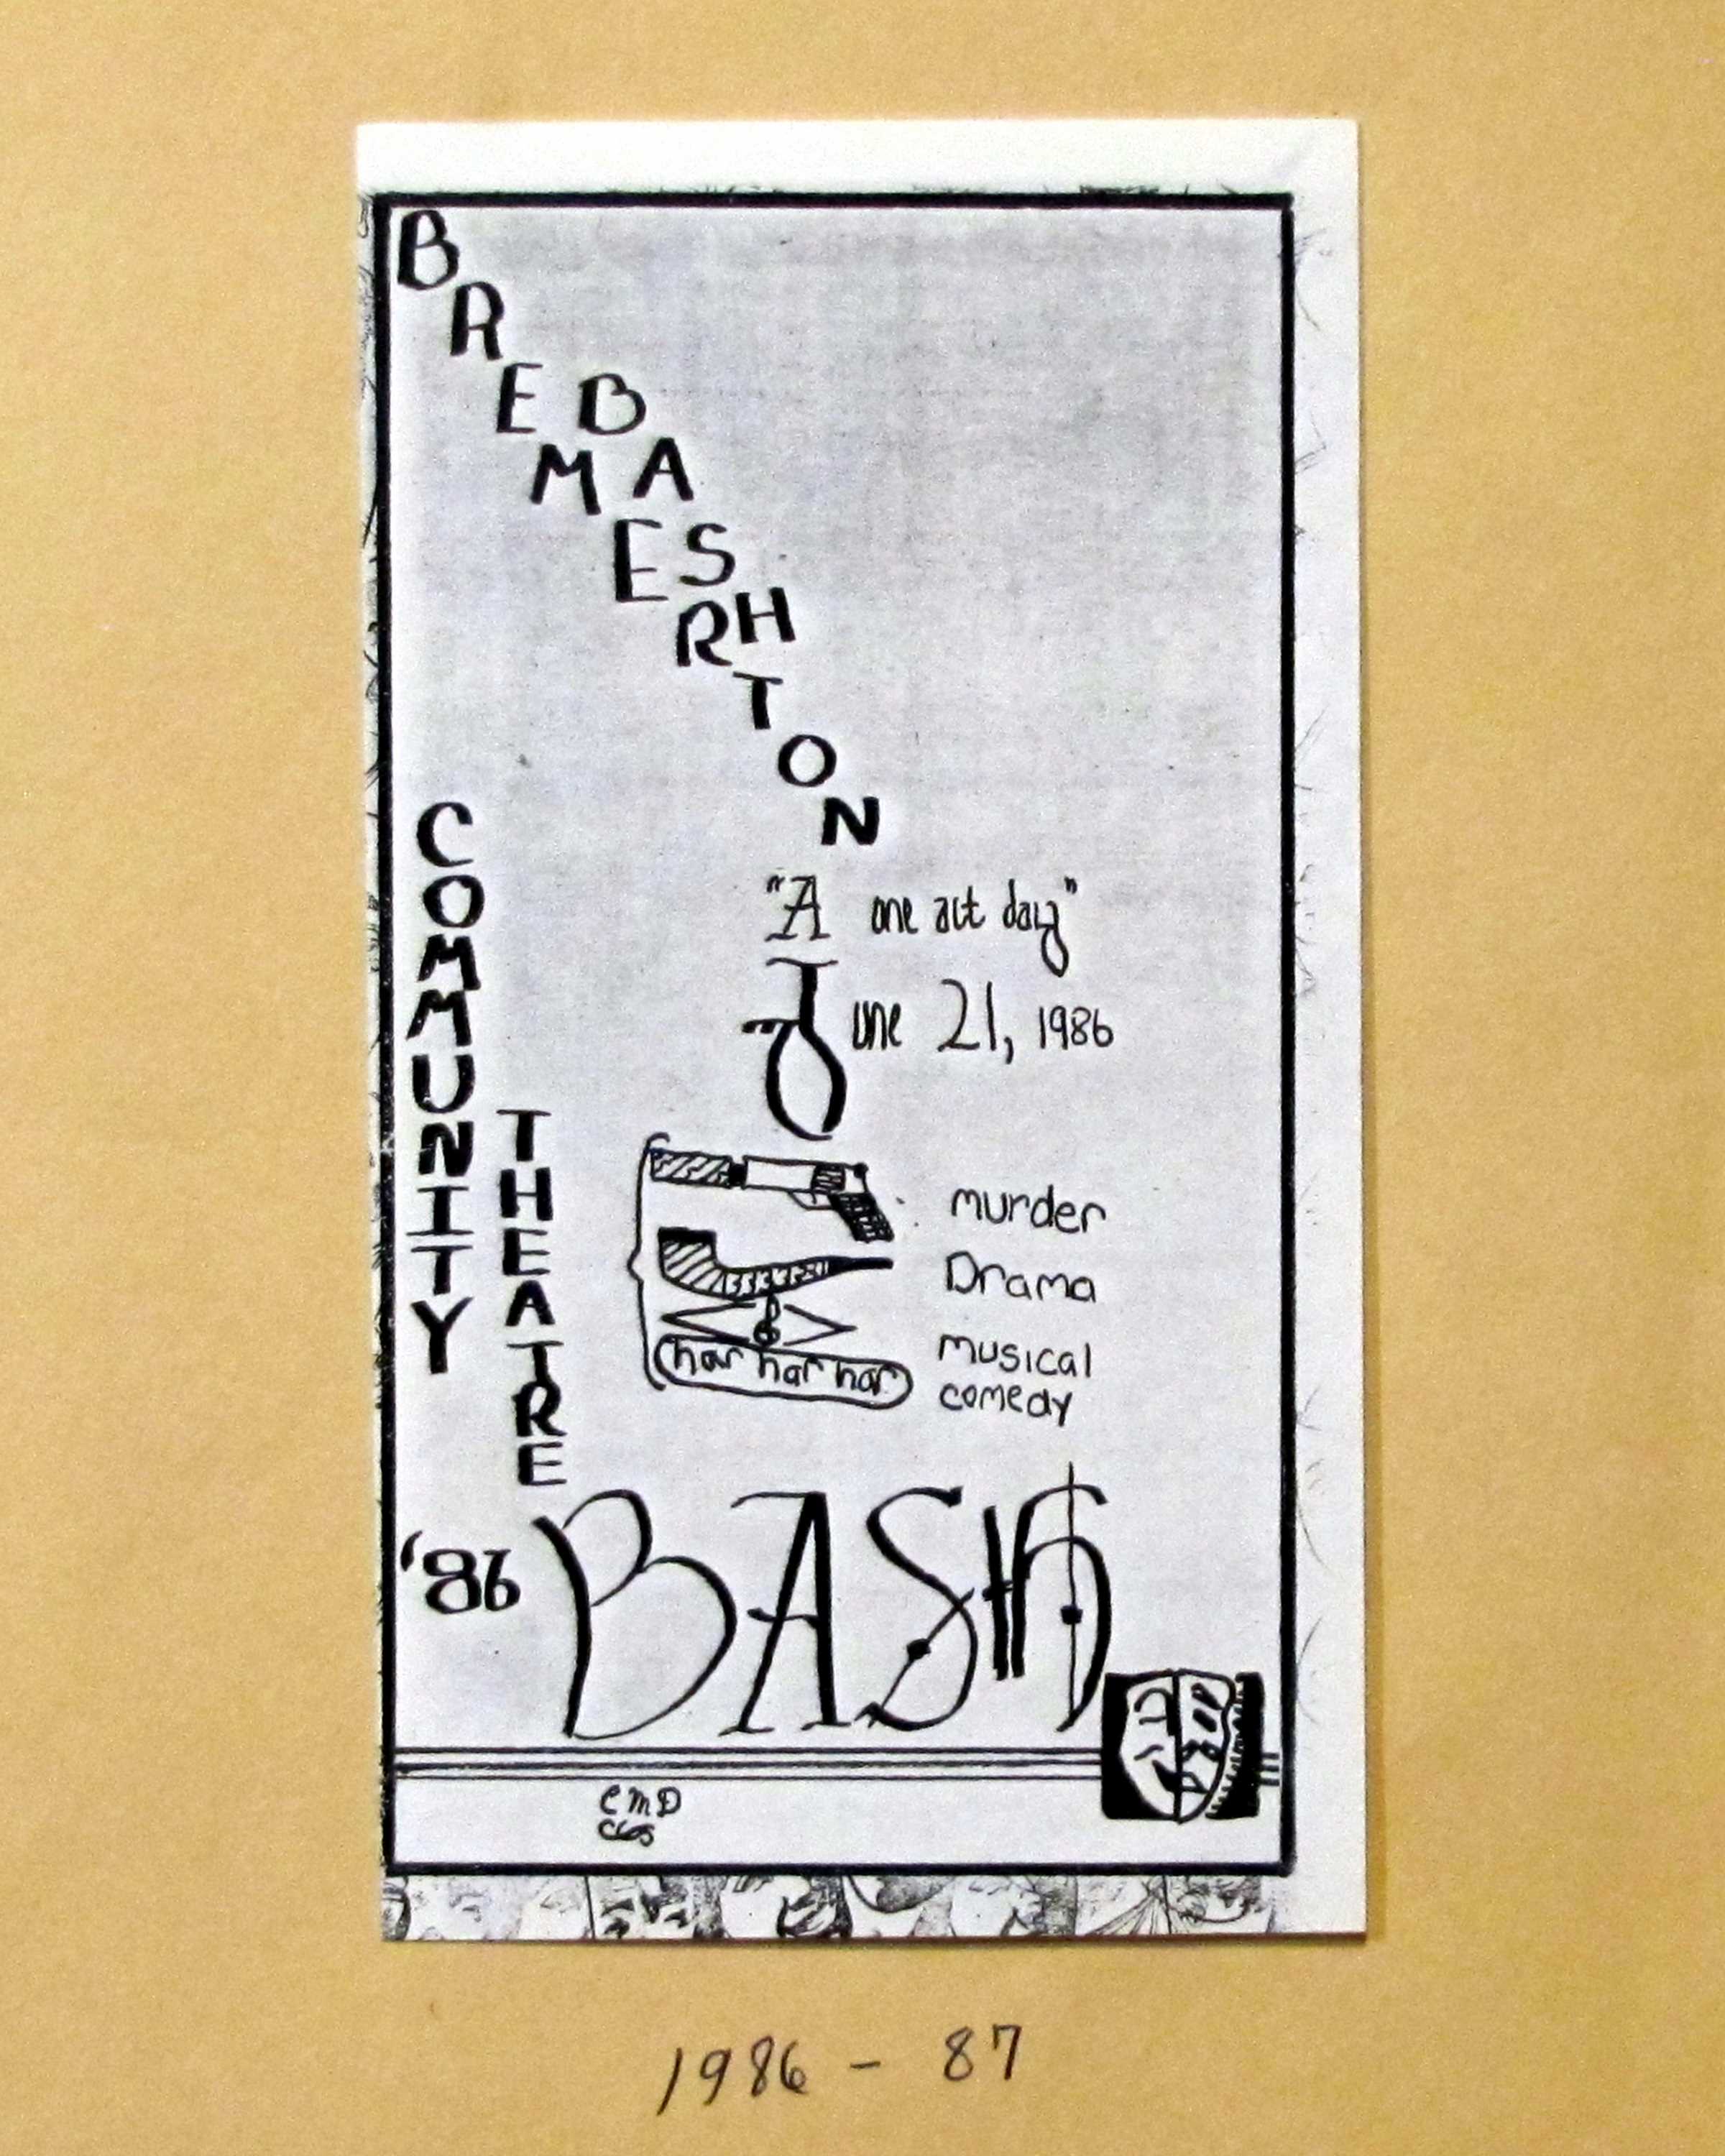 BREMERTON
BASH
"A one act day"
June 21, 1986
COMMUNITY
THEATRE
murder
Drama
har har har
musical
comedy
'86 BASH
CMD
1986 - 87